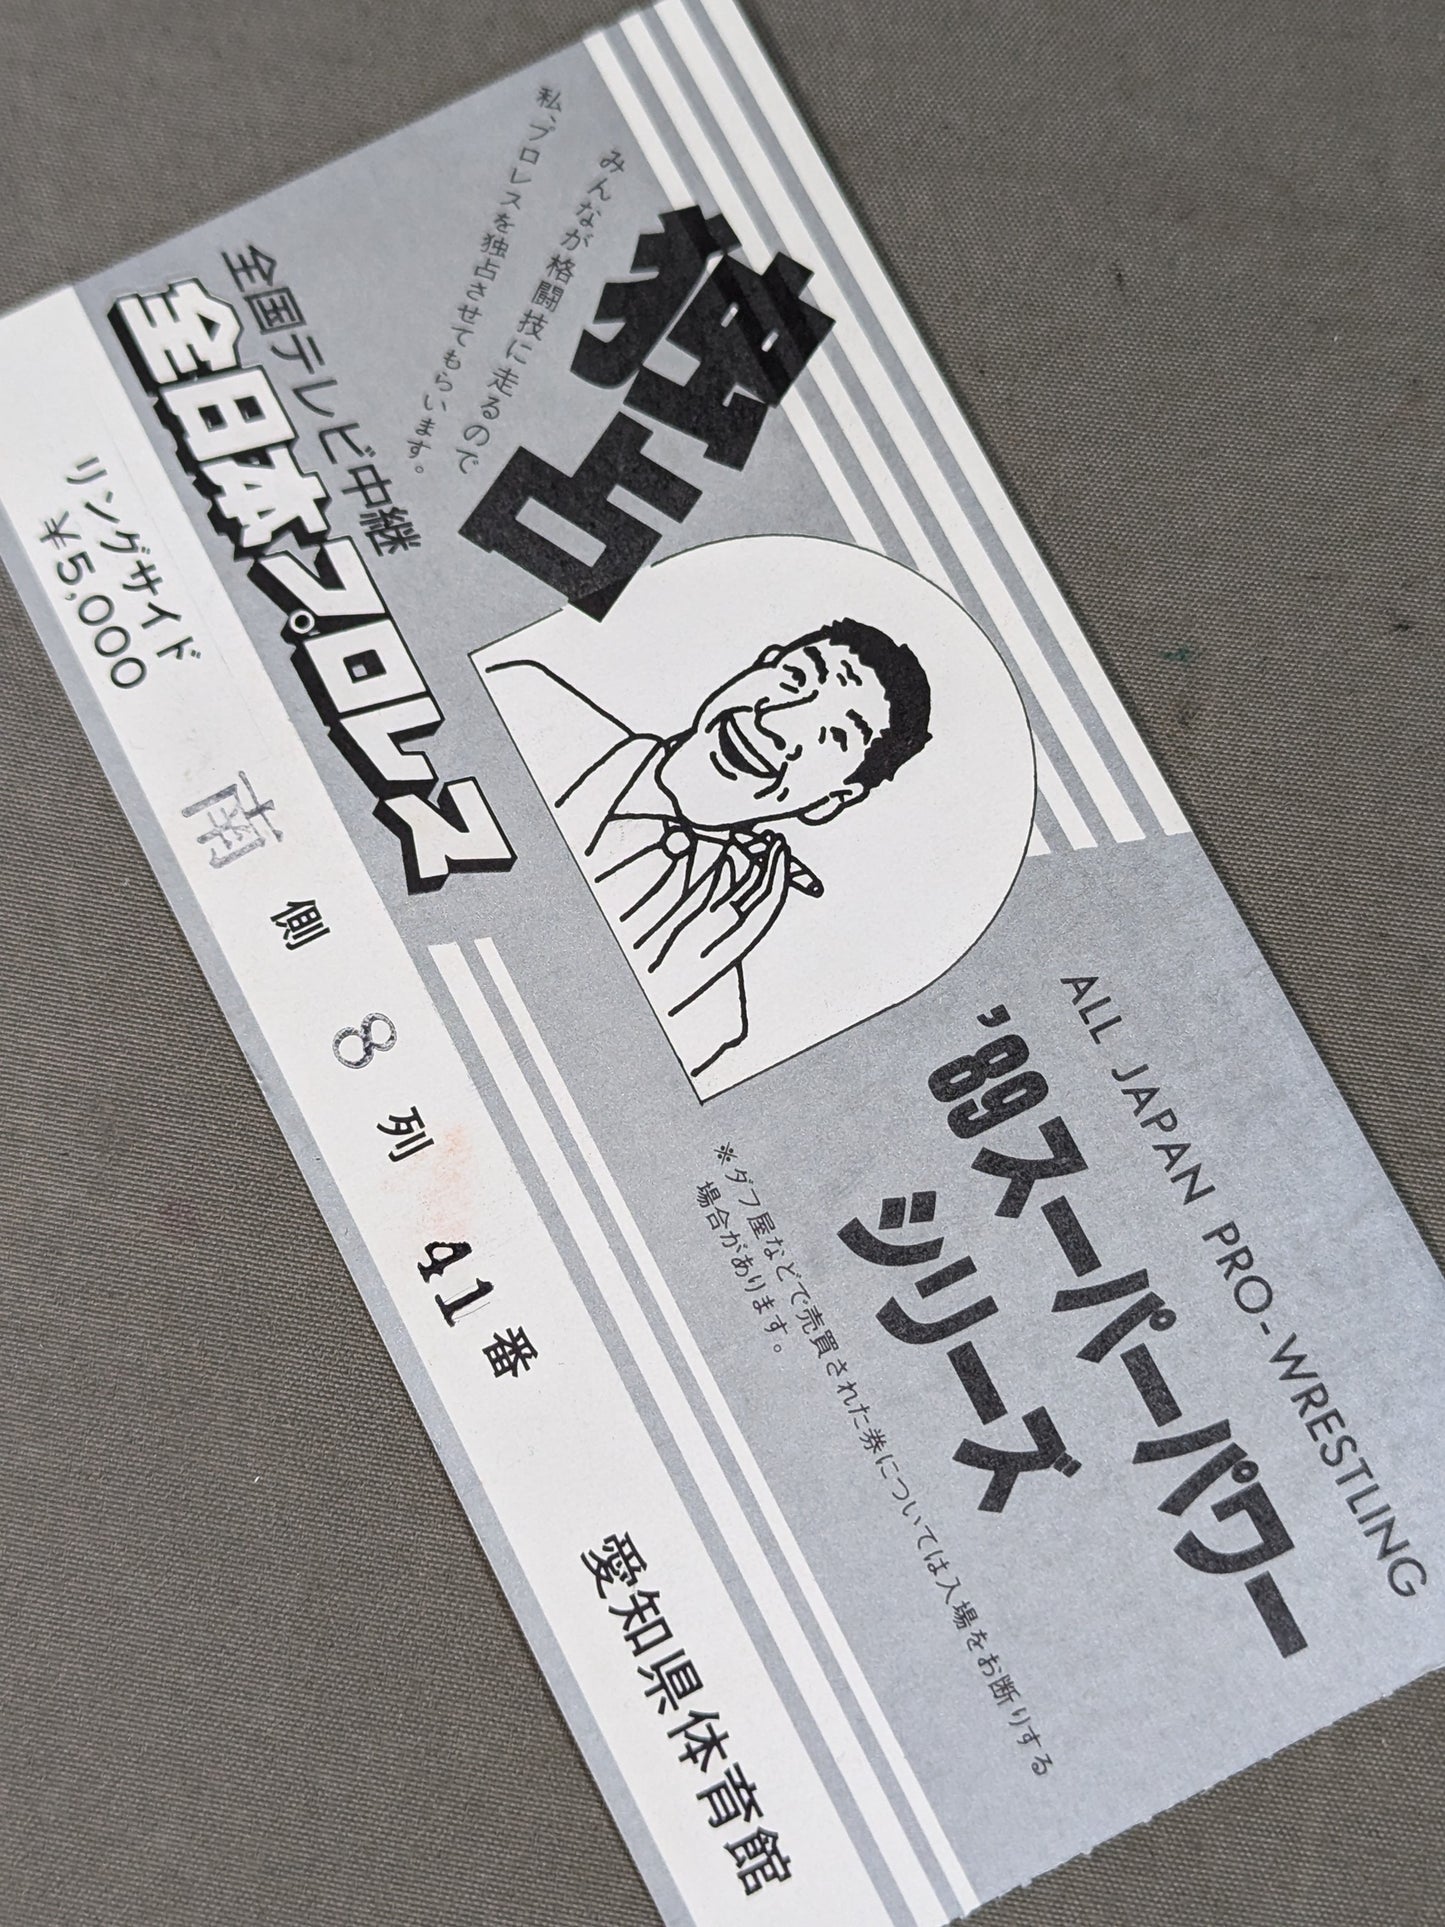 ALL JAPAN PRO-WRESTLING
'89スーパーパワー
シリーズ
独占
みんなが格闘技に走るので
私、プロレスを独占させてもらいます。
※ダフ屋などで売買された券については入場をお断りする
場合があります。
全国テレビ中継
全日本プロレス
リングサイド
¥5,000
南側 8列 41番 愛知県体育館